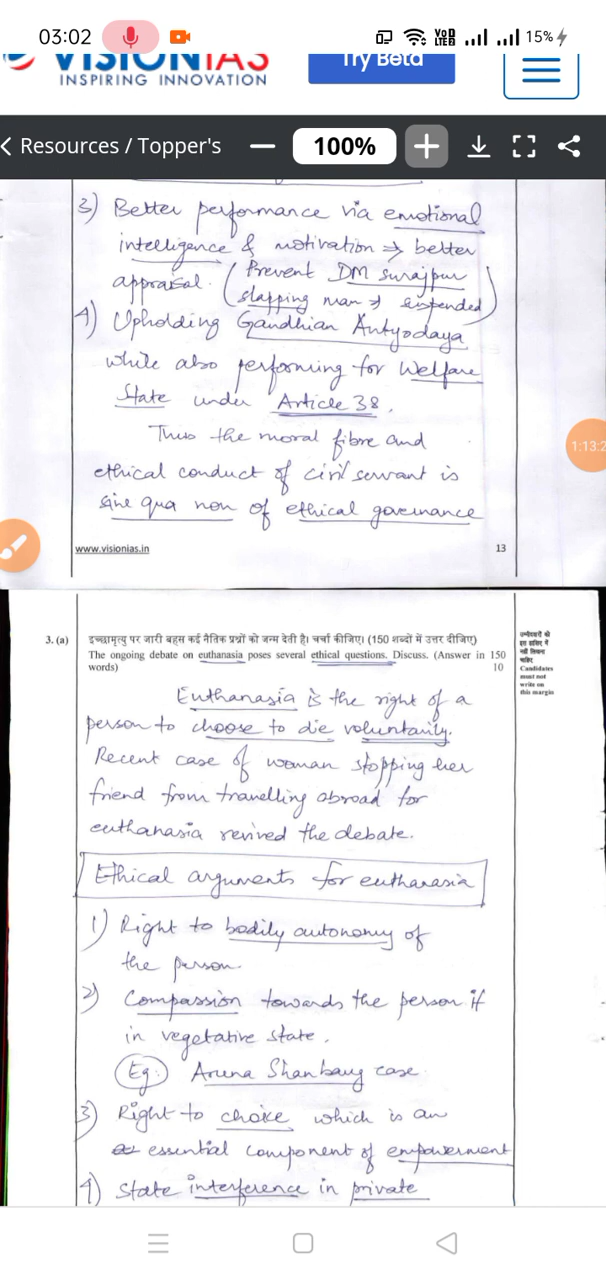 03:02
VoD LTE2 15%
VISIONIAS
INSPIRING INNOVATION
Try Beta
Resources / Topper's
100%
3) Better performance via emotional
intelligence & motivation ⇒ better
appraisal. (Prevent DM Surajpur
slapping man ⇒ suspended)
4) Upholding Gandhian Antyodaya
while also performing for Welfare
State under Article 38.
Thus the moral fibre and
ethical conduct of civil servant is
sine qua non of ethical governance
1:13:2
www.visionias.in
13
3. (a) इच्छामृत्यु पर जारी बहस कई नैतिक प्रश्नों को जन्म देती है। चर्चा कीजिए। (150 शब्दों में उत्तर दीजिए)
The ongoing debate on euthanasia poses several ethical questions. Discuss. (Answer in 150
words) 10
उम्मीदवारों को
इस हाशिए में
नहीं लिखना
चाहिए
Candidates
must not
write on
this margin
Euthanasia is the right of a
person to choose to die voluntarily.
Recent case of woman stopping her
friend from travelling abroad for
euthanasia revived the debate.
Ethical arguments for euthanasia
1) Right to bodily autonomy of
the person.
2) Compassion towards the person if
in vegetative state.
Eg. Aruna Shanbaug case.
3) Right to choice which is an
essential component of empowerment
4) State interference in private